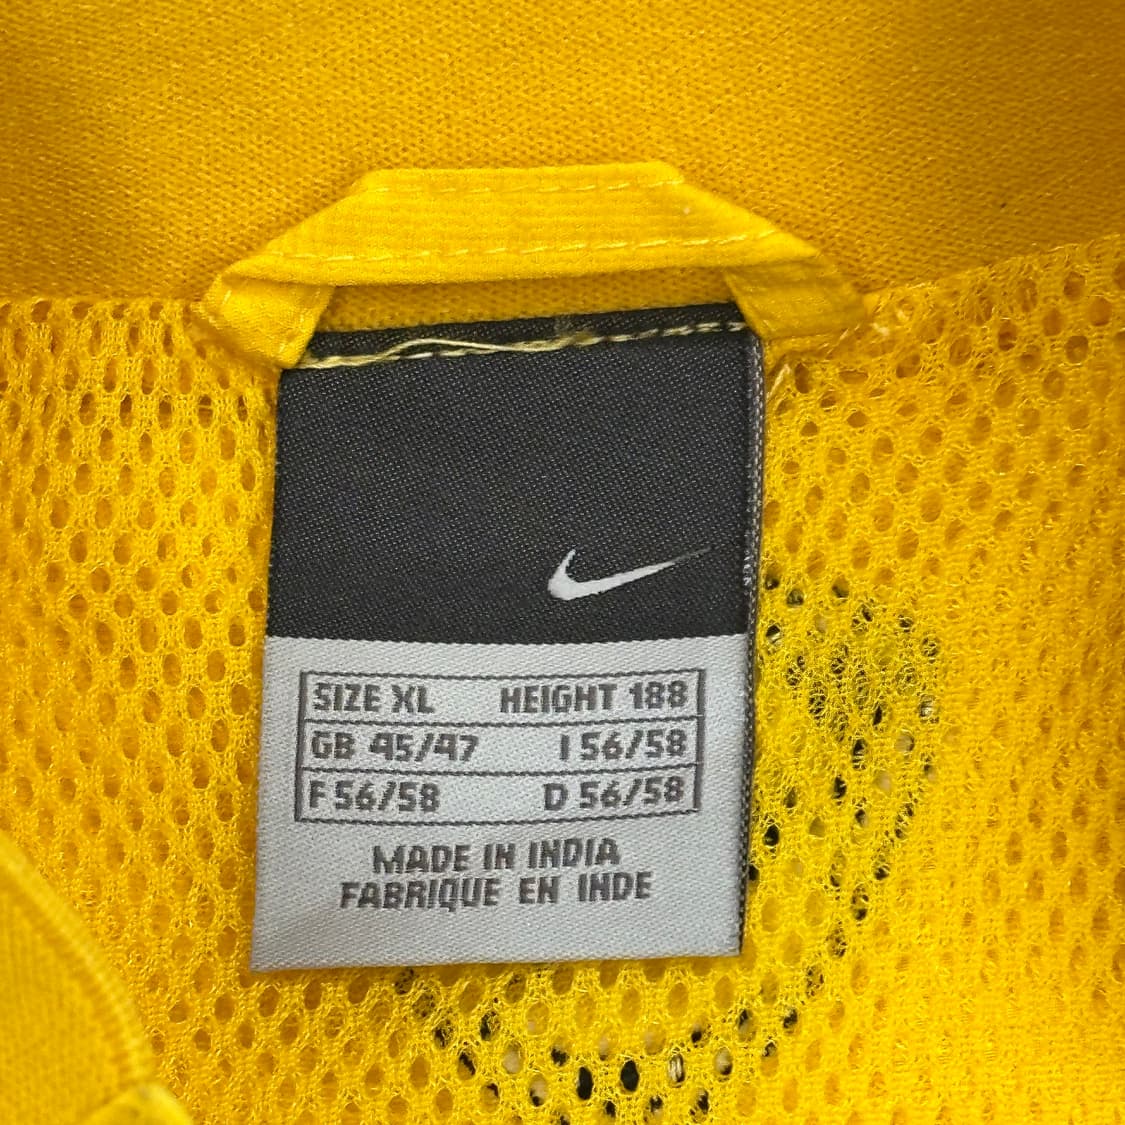 SIZE XL HEIGHT 188
GB 45/47 I 56/58
F 56/58 D 56/58
MADE IN INDIA
FABRIQUE EN INDE